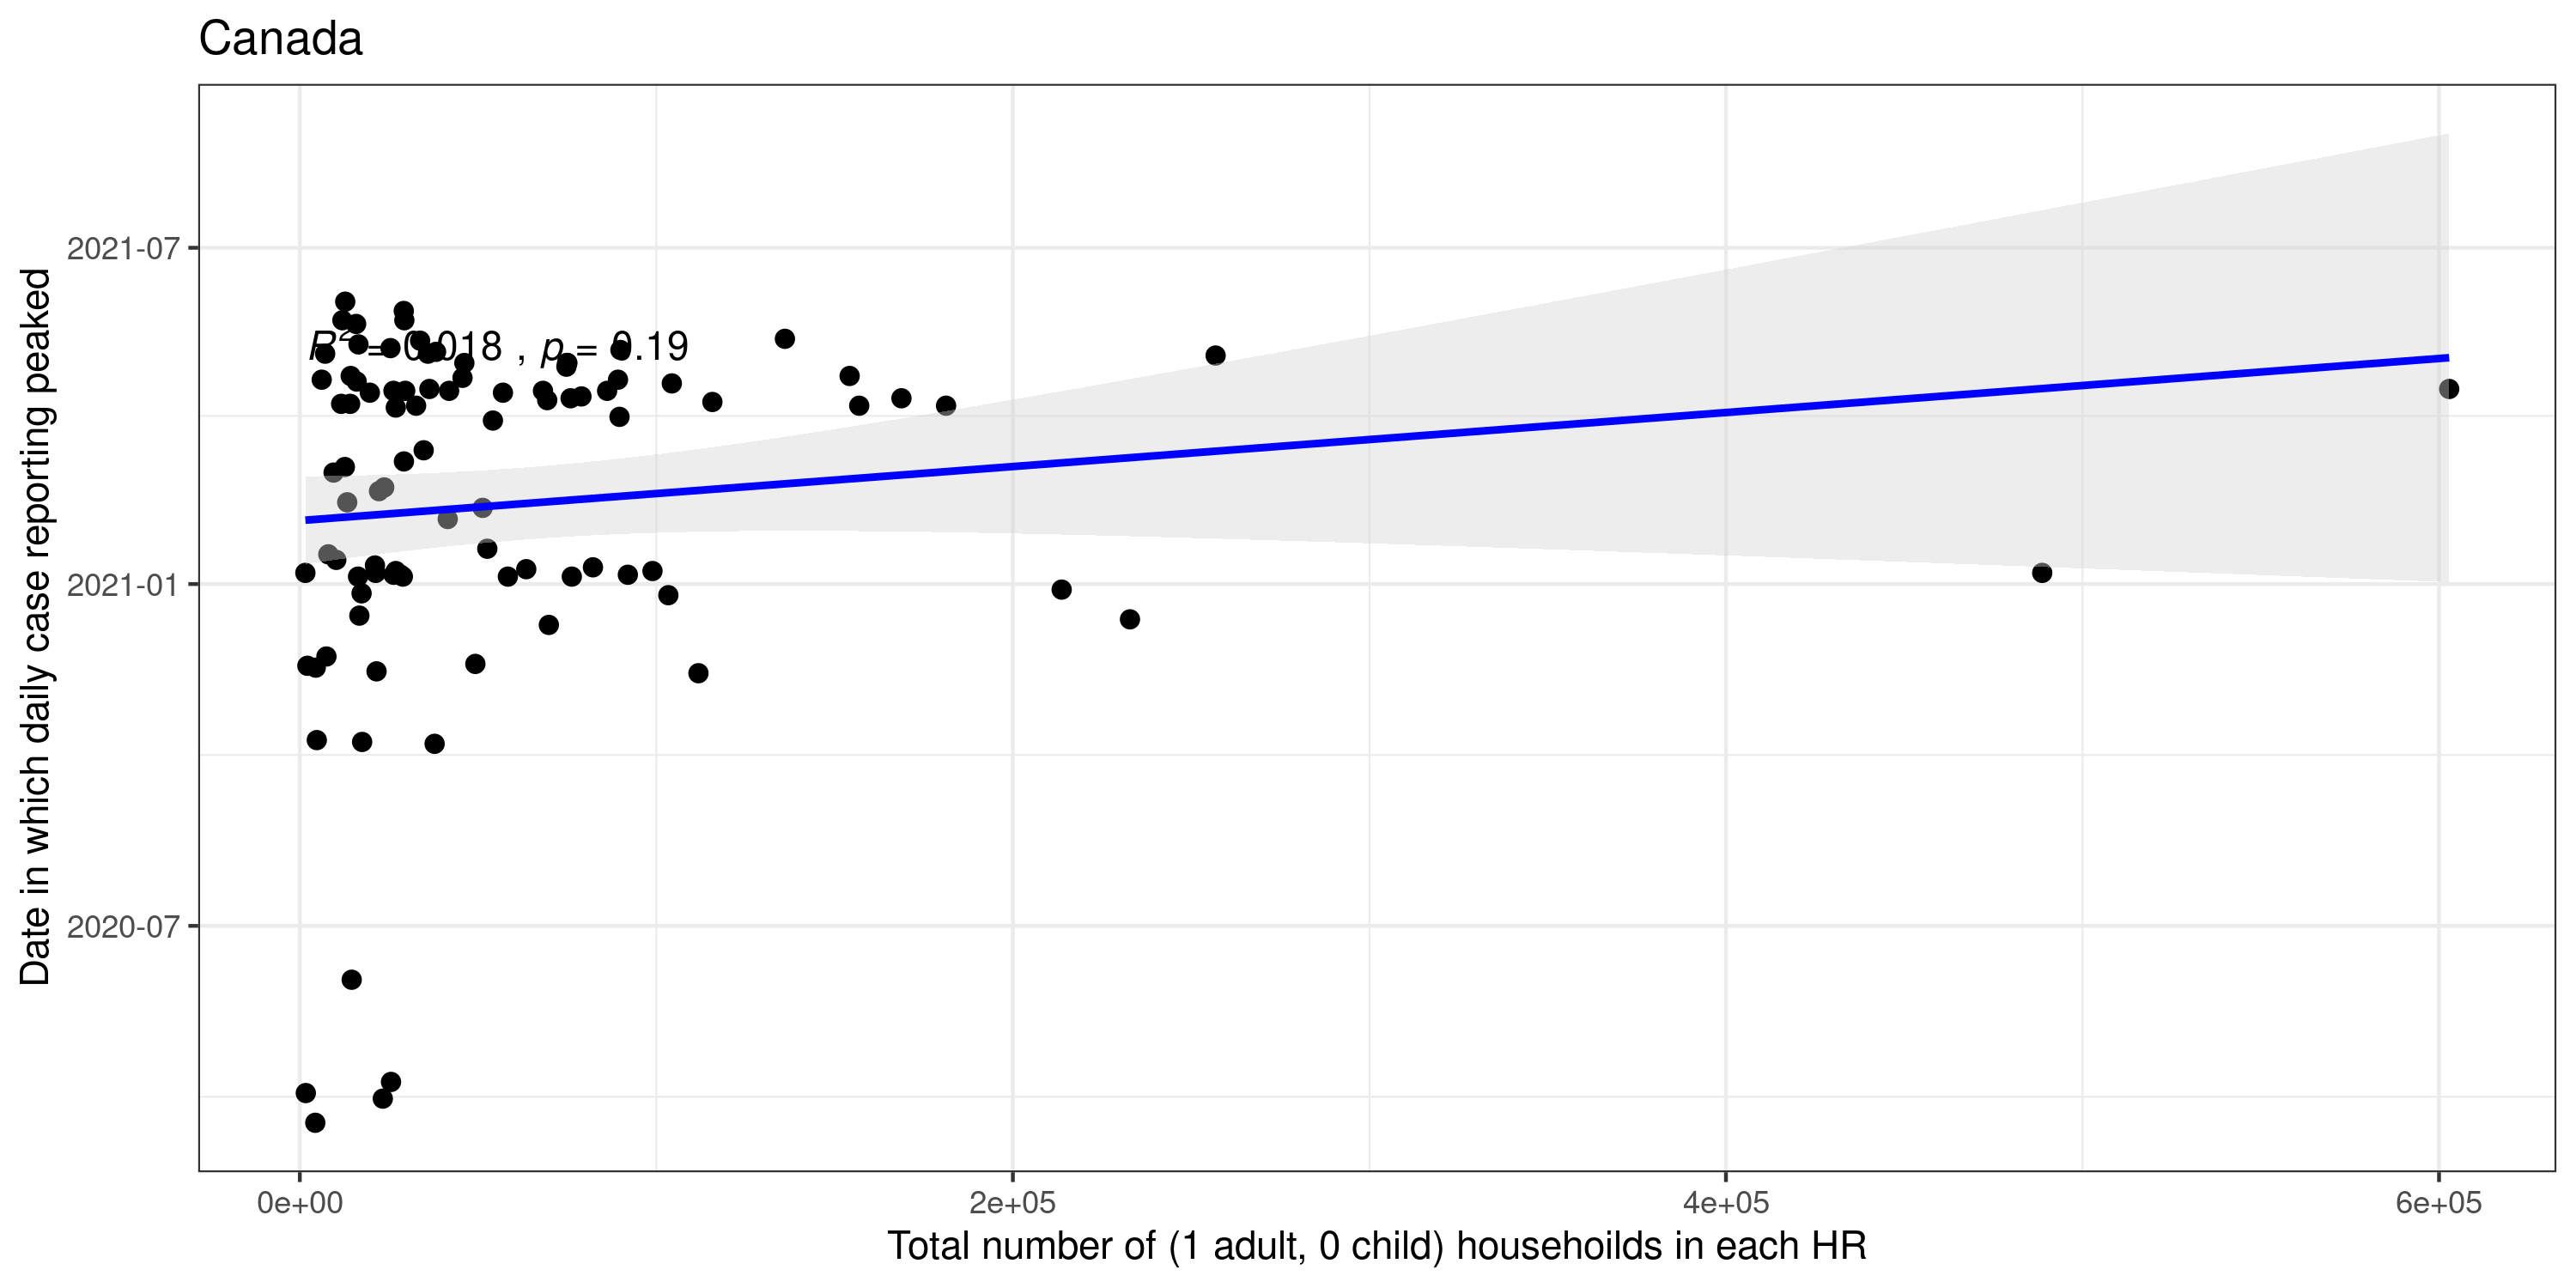 Canada
Date in which daily case reporting peaked
2021-07
2021-01
2020-07
R² = 0.018 , p = 0.19
0e+00 2e+05 4e+05 6e+05
Total number of (1 adult, 0 child) househoilds in each HR